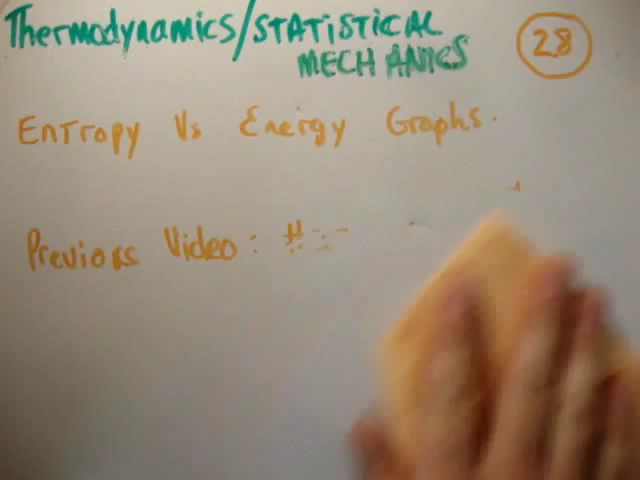 Thermodynamics/STATISTICAL
MECHANICS
28
Entropy Vs Energy Graphs.
Previous Video: #